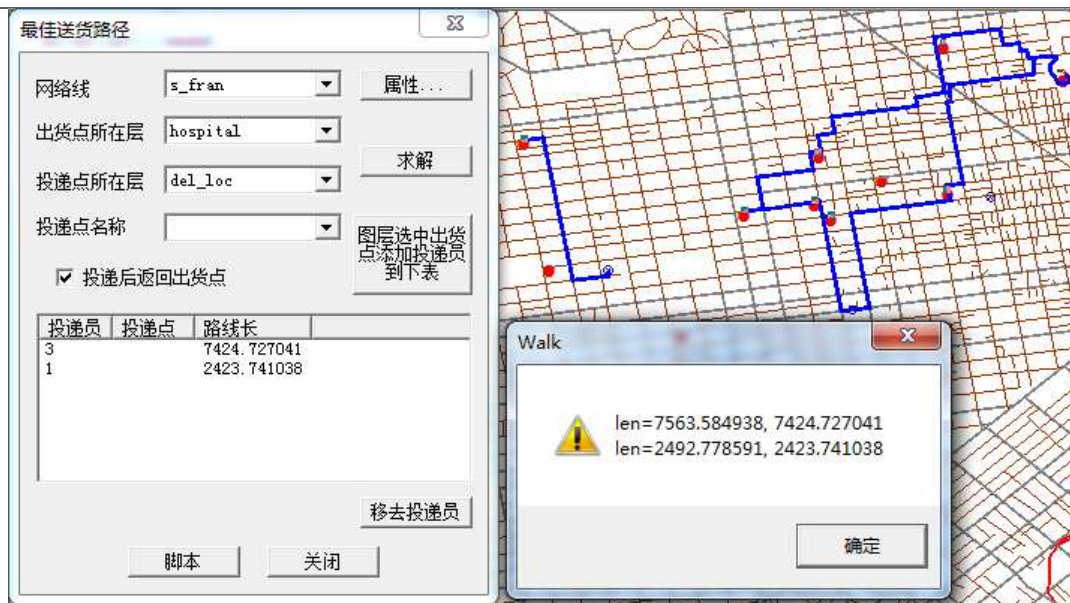 最佳送货路径
网络线
s_fran
属性...
出货点所在层
hospital
求解
投递点所在层
del_loc
投递点名称
图层选中出货
点添加投递员
到下表
投递后返回出货点
投递员 投递点 路线长
3 7424.727041
1 2423.741038
移去投递员
脚本
关闭
Walk
len=7563.584938, 7424.727041
len=2492.778591, 2423.741038
确定